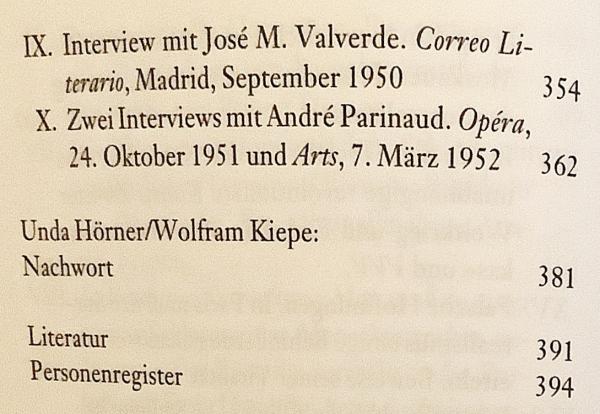 IX. Interview mit José M. Valverde. Correo Li-
terario, Madrid, September 1950 354
X. Zwei Interviews mit André Parinaud. Opéra,
24. Oktober 1951 und Arts, 7. März 1952 362
Unda Hörner/Wolfram Kiepe:
Nachwort 381
Literatur 391
Personenregister 394